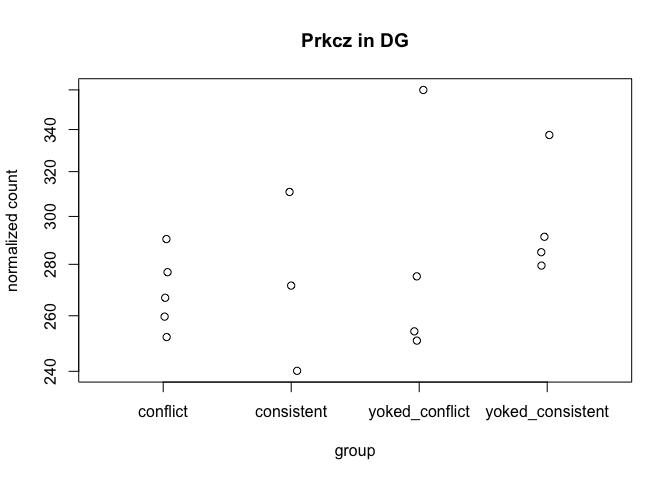 Prkcz in DG
normalized count
340
320
300
280
260
240
conflict consistent yoked_conflict yoked_consistent
group